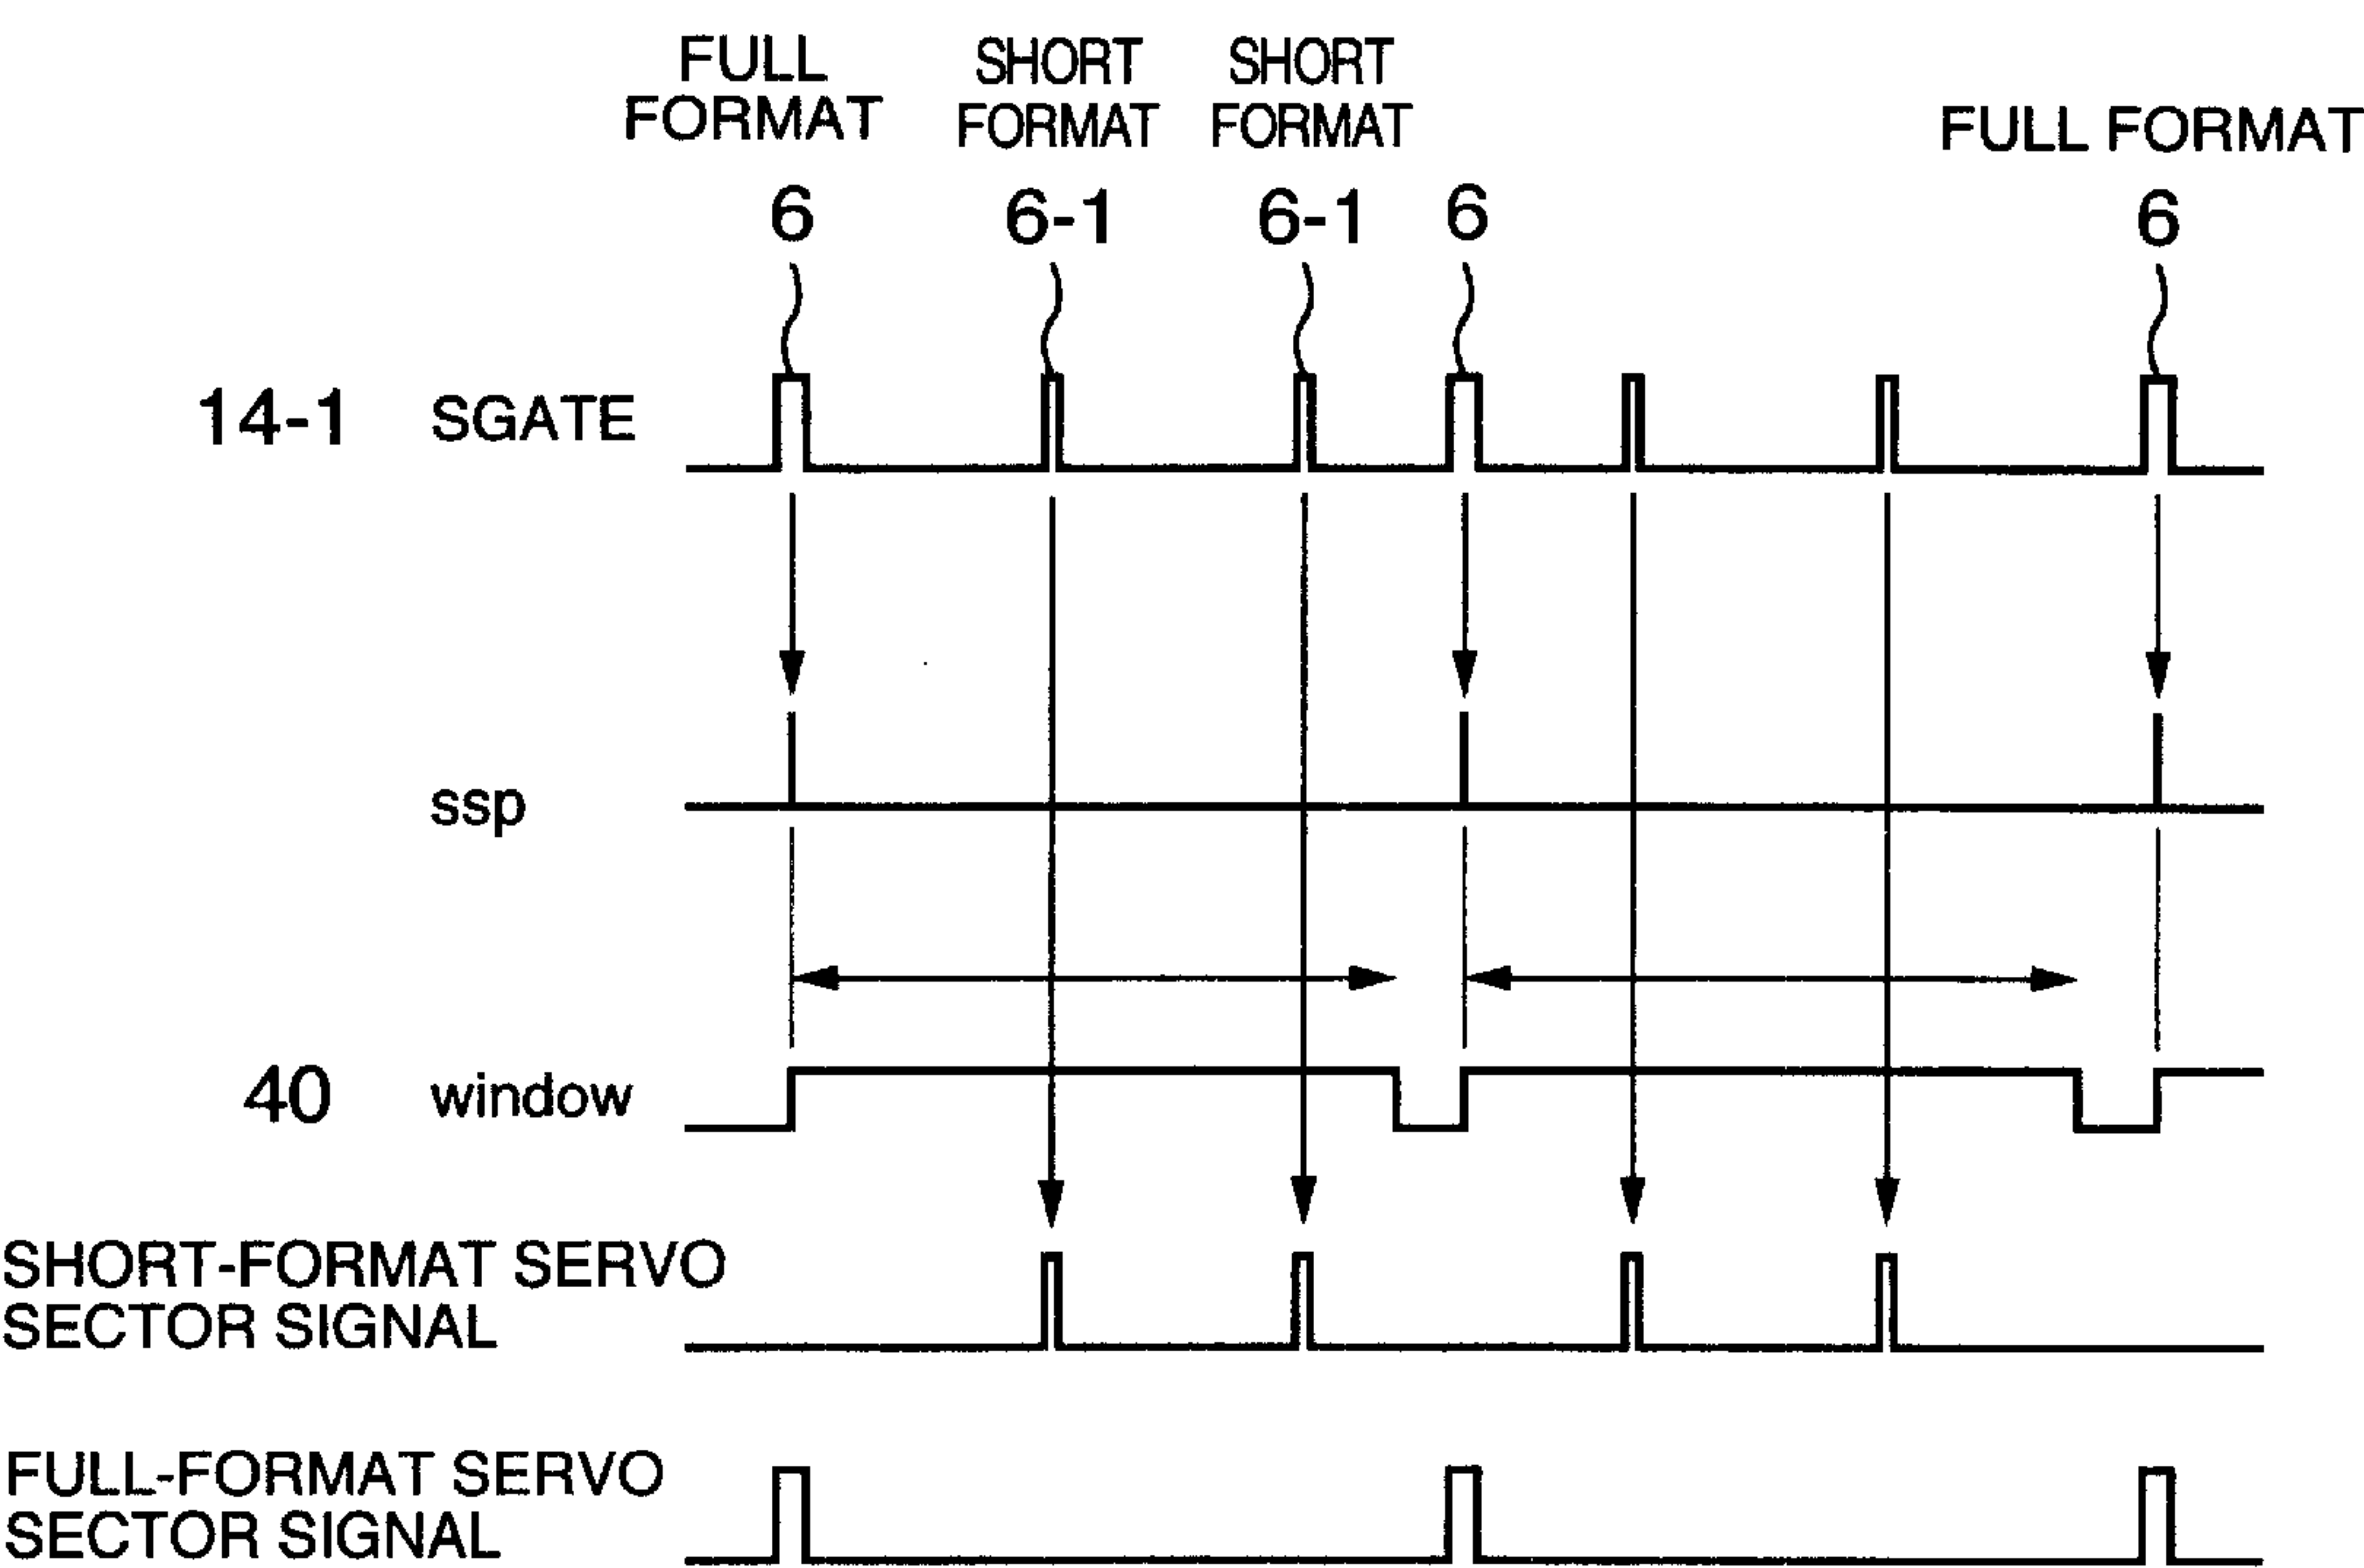 FULL
FORMAT
SHORT
FORMAT
SHORT
FORMAT
FULL FORMAT
6
6-1
6-1
6
6
14-1 SGATE
ssp
40 window
SHORT-FORMAT SERVO
SECTOR SIGNAL
FULL-FORMAT SERVO
SECTOR SIGNAL